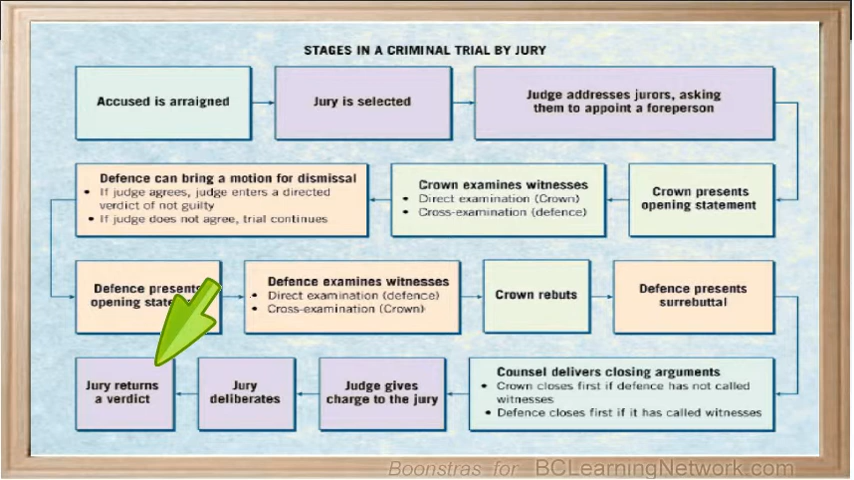 STAGES IN A CRIMINAL TRIAL BY JURY
Accused is arraigned
Jury is selected
Judge addresses jurors, asking
them to appoint a foreperson
Defence can bring a motion for dismissal
• If judge agrees, judge enters a directed
verdict of not guilty
• If judge does not agree, trial continues
Crown examines witnesses
• Direct examination (Crown)
• Cross-examination (defence)
Crown presents
opening statement
Defence presents
opening
Defence examines witnesses
• Direct examination (defence)
• Cross-examination (Crown)
Crown rebuts
Defence presents
surrebuttal
Jury returns
a verdict
Jury
deliberates
Judge gives
charge to the jury
Counsel delivers closing arguments
• Crown closes first if defence has not called
witnesses
• Defence closes first if it has called witnesses
Boonstras for BCLearningNetwork.com